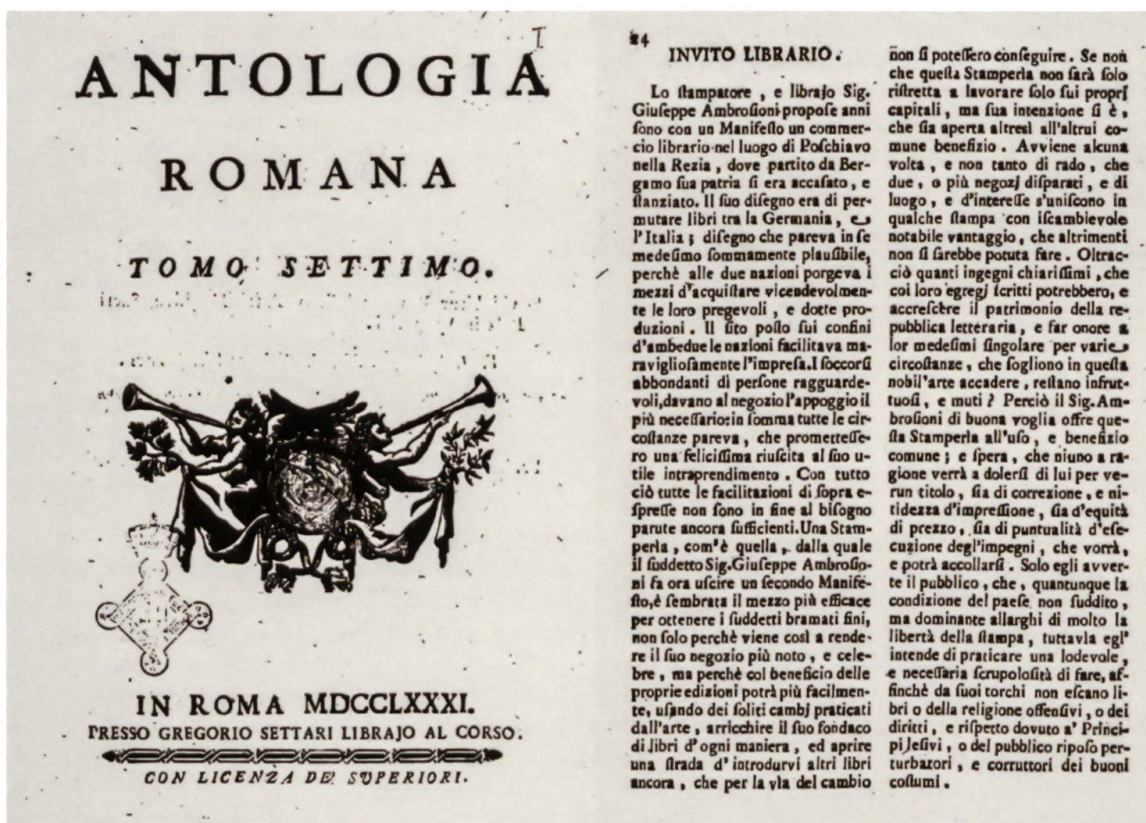 ANTOLOGIA
ROMANA
TOMO SETTIMO.
IN ROMA MDCCLXXXI.
PRESSO GREGORIO SETTARI LIBRAJO AL CORSO.
CON LICENZA DE' SUPERIORI.
24
INVITO LIBRARIO.
Lo ſtampatore, e librajo Sig.
Giuſeppe Ambroſioni propoſe anni
ſono con un Manifeſto un commer-
cio librario nel luogo di Poſchiavo
nella Rezia, dove partito da Ber-
gamo ſua patria ſi era accaſato, e
ſtanziato. Il ſuo diſegno era di per-
mutare libri tra la Germania, e
l'Italia; diſegno che pareva in ſe
medeſimo ſommamente plauſibile,
perchè alle due nazioni porgeva i
mezzi d'acquiſtare vicendevolmen-
te le loro pregevoli, e dotte pro-
duzioni. Il ſito poſto ſui confini
d'ambedue le nazioni facilitava ma-
raviglioſamente l'impreſa. I ſoccorſi
abbondanti di perſone ragguarde-
voli, davano al negozio l'appoggio il
più neceſſario: in ſomma tutte le cir-
coſtanze pareva, che prometteſſe-
ro una feliciſſima riuſcita al ſuo u-
tile intraprendimento. Con tutto
ciò tutte le facilitazioni di ſopra e-
ſpreſſe non ſono in fine al biſogno
parute ancora ſufficienti. Una Stam-
perìa, com'è quella, dalla quale
il ſuddetto Sig. Giuſeppe Ambroſio-
ni fa ora uſcire un ſecondo Manife-
ſto, è ſembrata il mezzo più efficace
per ottenere i ſuddetti bramati fini,
non ſolo perchè viene così a rende-
re il ſuo negozio più noto, e cele-
bre, ma perchè col beneficio delle
proprie edizioni potrà più facilmen-
te, uſando dei ſoliti cambj praticati
dall'arte, arricchire il ſuo fondaco
di libri d'ogni maniera, ed aprire
una ſtrada d'introdurvi altri libri
ancora, che per la via del cambio
non ſi poteſſero conſeguire. Se non
che queſta Stamperìa non ſarà ſolo
riſtretta a lavorare ſolo ſui proprj
capitali, ma ſua intenzione ſi è,
che ſia aperta altresì all'altrui co-
mune benefizio. Avviene alcuna
volta, e non tanto di rado, che
due, o più negozj diſparati, e di
luogo, e d'intereſſe s'uniſcono in
qualche ſtampa con iſcambievole
notabile vantaggio, che altrimenti
non ſi ſarebbe potuta fare. Oltrac-
ciò quanti ingegni chiariſſimi, che
coi loro egregj ſcritti potrebbero, e
accreſcere il patrimonio della re-
pubblica letteraria, e far onore a
lor medeſimi ſingolare per varie
circoſtanze, che ſogliono in queſta
nobil'arte accadere, reſtano infrut-
tuoſi, e muti? Perciò il Sig. Am-
broſioni di buona voglia offre que-
ſta Stamperìa all'uſo, e benefizio
comune; e ſpera, che niuno a ra-
gione verrà a dolerſi di lui per ve-
run titolo, ſia di correzione, e ni-
tidezza d'impreſſione, ſia d'equità
di prezzo, ſia di puntualità d'eſe-
cuzione degl'impegni, che vorrà,
e potrà accollarſi. Solo egli avver-
te il pubblico, che, quantunque la
condizione del paeſe non ſuddito,
ma dominante allarghi di molto la
libertà della ſtampa, tuttavìa egl'
intende di praticare una lodevole,
e neceſſaria ſcrupoloſità di fare, af-
finchè da ſuoi torchi non eſcano li-
bri o della religione offenſivi, o dei
diritti, e riſpetto dovuto a' Princi-
pi leſivi, o del pubblico ripoſo per-
turbatori, e corruttori dei buoni
coſtumi.